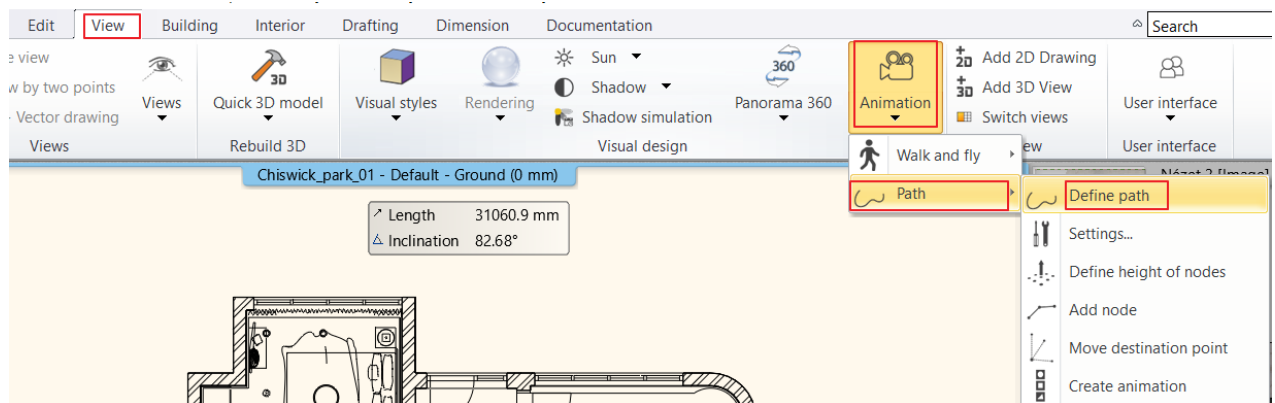 Edit View Building Interior Drafting Dimension Documentation Search
e view
w by two points
Vector drawing
Views
Views
Quick 3D model
3D
Rebuild 3D
Visual styles
Rendering
Sun
Shadow
Shadow simulation
360
Panorama 360
Visual design
Animation
2D Add 2D Drawing
3D Add 3D View
Switch views
ew
User interface
User interface
Walk and fly
Path
Define path
Settings...
Define height of nodes
Add node
Move destination point
Create animation
Chiswick_park_01 - Default - Ground (0 mm)
Nézet 2 [Image]
Length 31060.9 mm
Inclination 82.68°